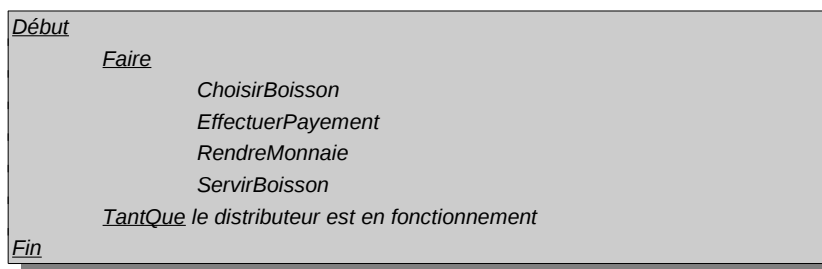 Début
Faire
ChoisirBoisson
EffectuerPayement
RendreMonnaie
ServirBoisson
TantQue le distributeur est en fonctionnement
Fin